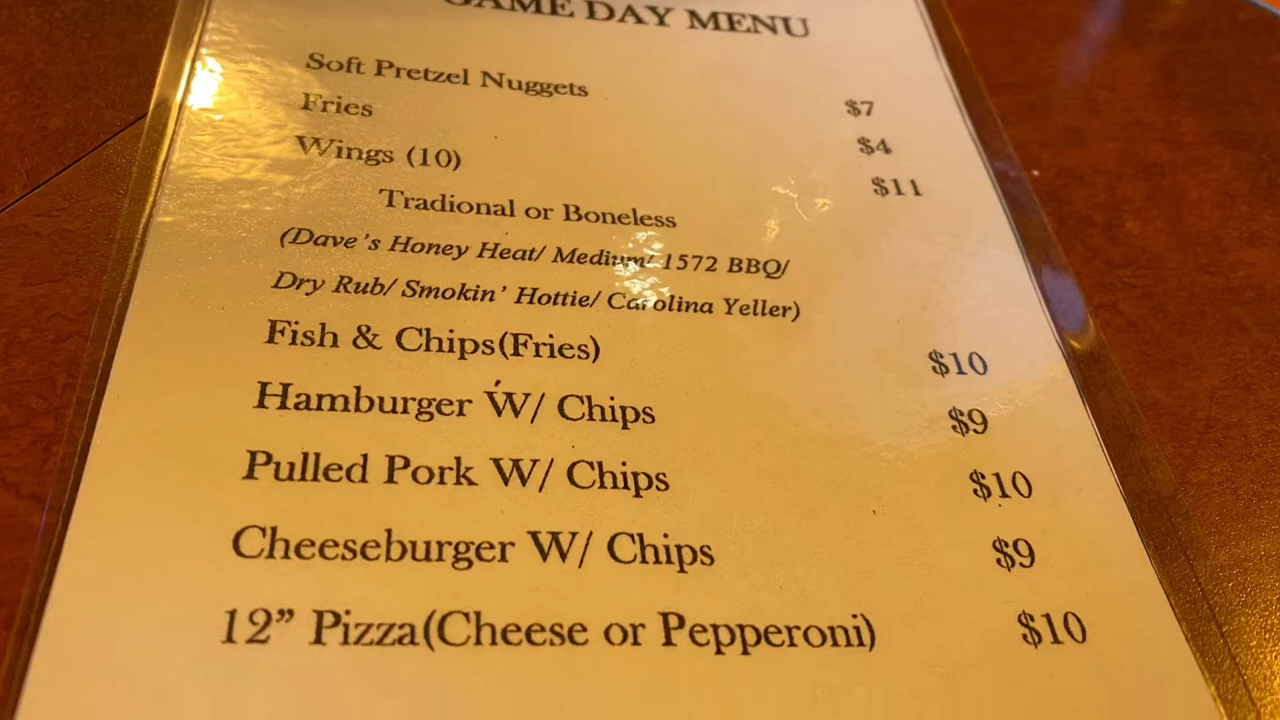 GAME DAY MENU
Soft Pretzel Nuggets $7
Fries $4
Wings (10) $11
Tradional or Boneless
(Dave's Honey Heat/ Medium/ 1572 BBQ/
Dry Rub/ Smokin' Hottie/ Carolina Yeller)
Fish & Chips(Fries) $10
Hamburger W/ Chips $9
Pulled Pork W/ Chips $10
Cheeseburger W/ Chips $9
12” Pizza(Cheese or Pepperoni) $10